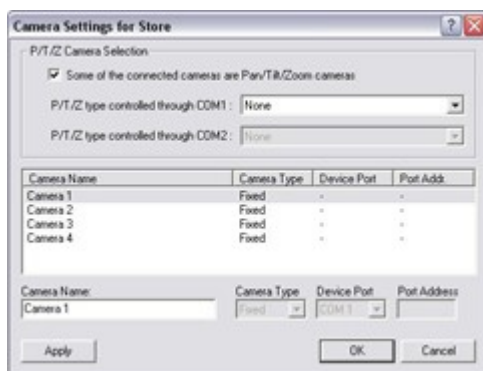 Camera Settings for Store
P/T/Z Camera Selection
Some of the connected cameras are Pan/Tilt/Zoom cameras
P/T/Z type controlled through COM1 : None
P/T/Z type controlled through COM2 : None
Camera Name Camera Type Device Port Port Addr.
Camera 1 Fixed - -
Camera 2 Fixed - -
Camera 3 Fixed - -
Camera 4 Fixed - -
Camera Name: Camera Type Device Port Port Address
Camera 1 Fixed COM 1
Apply OK Cancel